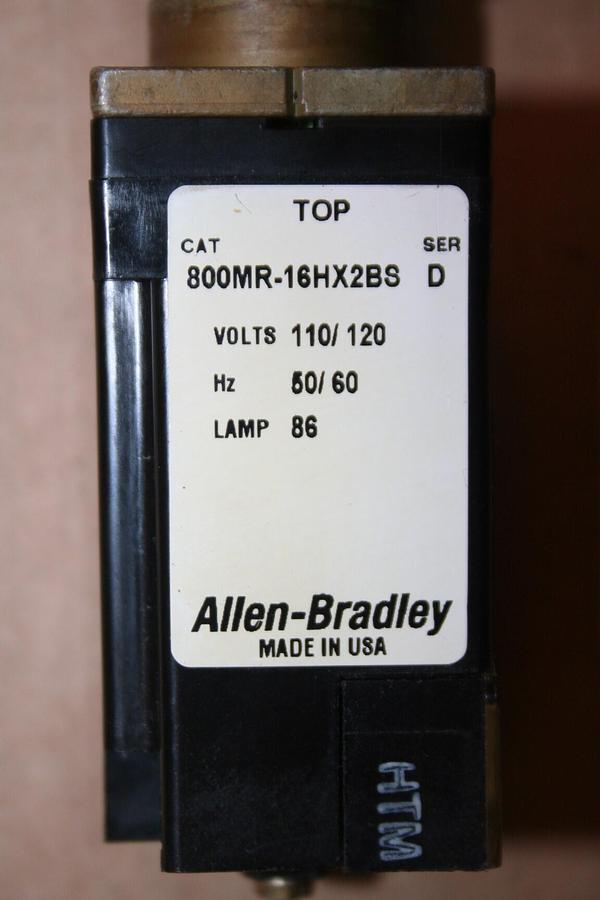 TOP
CAT SER
800MR-16HX2BS D
VOLTS 110/ 120
Hz 50/ 60
LAMP 86
Allen-Bradley
MADE IN USA
HTM